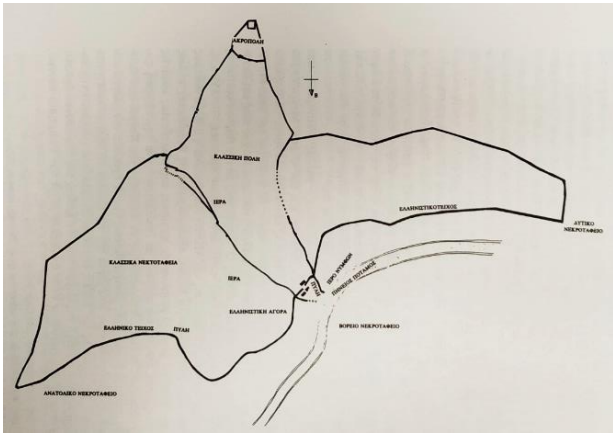 ΑΚΡΟΠΟΛΗ
Β
ΚΛΑΣΣΙΚΗ ΠΟΛΗ
ΙΕΡΑ
ΕΛΛΗΝΙΣΤΙΚΟ ΤΕΙΧΟΣ
ΔΥΤΙΚΟ
ΝΕΚΡΟΤΑΦΕΙΟ
ΚΛΑΣΣΙΚΑ ΝΕΚΤΟΤΑΦΕΙΑ
ΙΕΡΑ
ΙΕΡΟ ΝΥΜΦΩΝ
ΠΥΛΗ
ΠΗΝΕΙΟΣ ΠΟΤΑΜΟΣ
ΕΛΛΗΝΙΣΤΙΚΗ ΑΓΟΡΑ
ΕΛΛΗΝΙΚΟ ΤΕΙΧΟΣ
ΠΥΛΗ
ΒΟΡΕΙΟ ΝΕΚΡΟΤΑΦΕΙΟ
ΑΝΑΤΟΛΙΚΟ ΝΕΚΡΟΤΑΦΕΙΟ